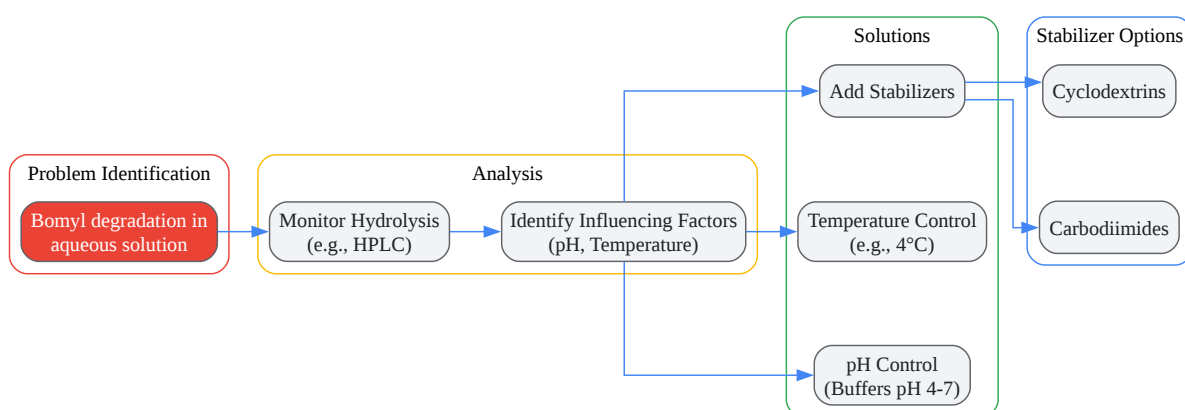 Problem Identification
Bomyl degradation in
aqueous solution
Analysis
Monitor Hydrolysis
(e.g., HPLC)
Identify Influencing Factors
(pH, Temperature)
Solutions
Add Stabilizers
Temperature Control
(e.g., 4°C)
pH Control
(Buffers pH 4-7)
Stabilizer Options
Cyclodextrins
Carbodiimides